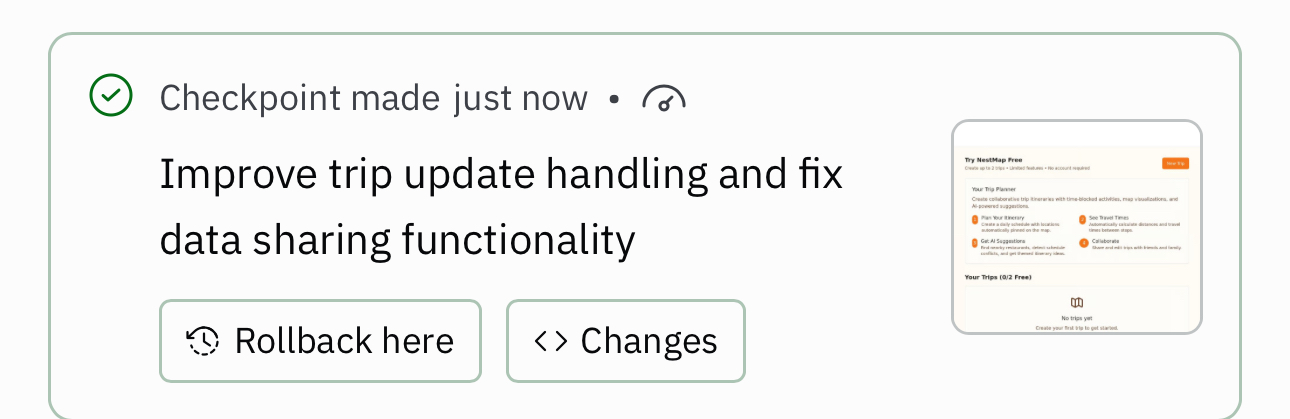 Checkpoint made just now •
Improve trip update handling and fix
data sharing functionality
Rollback here
Changes
Try NestMap Free
New Trip
Create up to 2 trips • Limited features • No account required
Your Trip Planner
Create collaborative trip itineraries with time-blocked activities, map visualizations, and
AI-powered suggestions.
Plan Your Itinerary
Create a daily schedule with locations
automatically pinned on the map.
See Travel Times
Automatically calculate distances and travel
times between stops.
Get AI Suggestions
Find nearby restaurants, detect schedule
conflicts, and get themed itinerary ideas.
Collaborate
Share and edit trips with friends and family.
Your Trips (0/2 Free)
No trips yet
Create your first trip to get started.